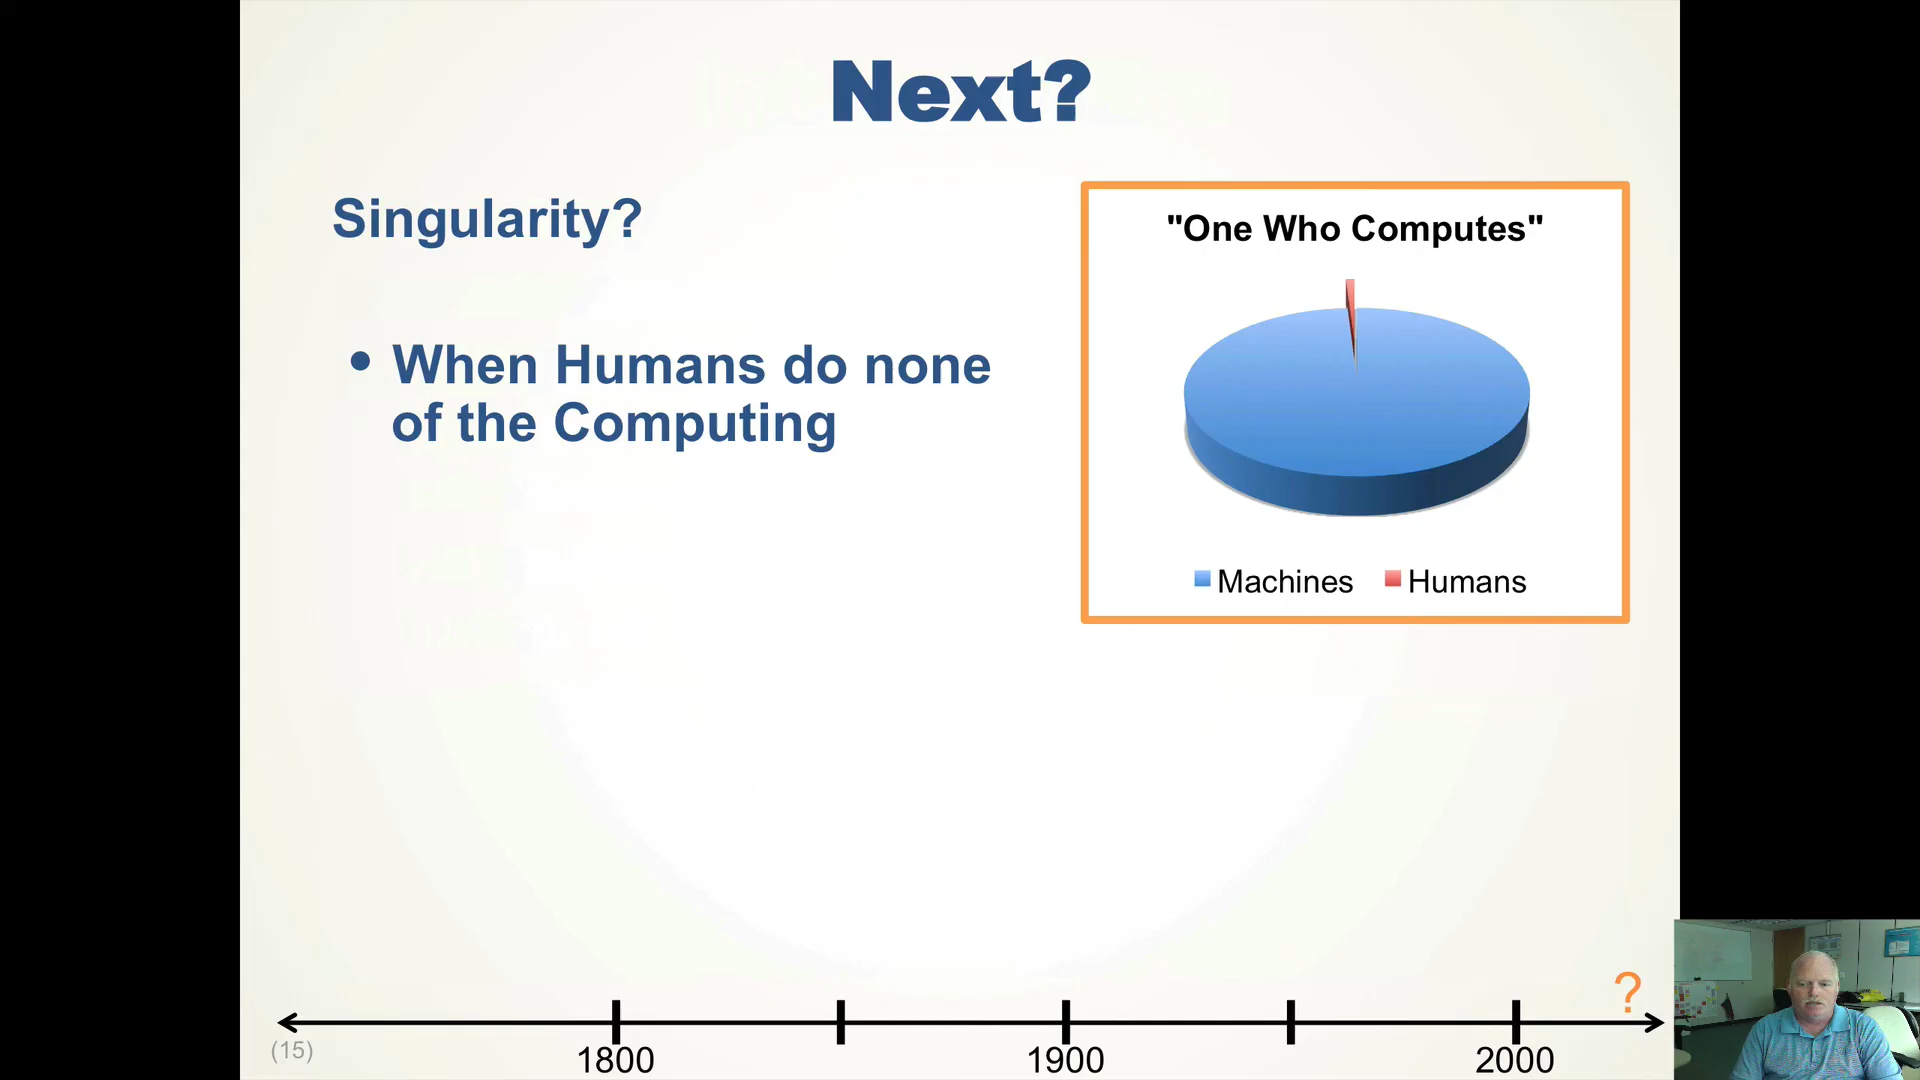 Next?
Singularity?
• When Humans do none
of the Computing
"One Who Computes"
Machines Humans
?
(15)
1800 1900 2000